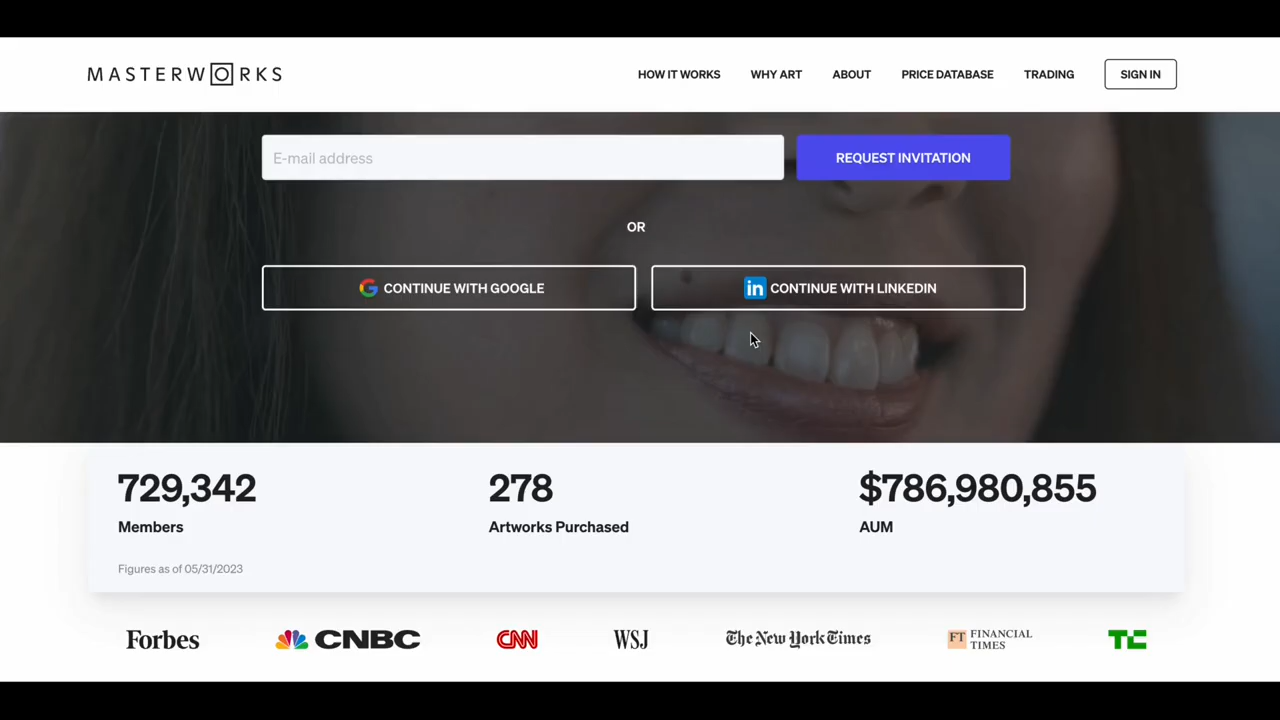 MASTERWORKS
HOW IT WORKS
WHY ART
ABOUT
PRICE DATABASE
TRADING
SIGN IN
E-mail address
REQUEST INVITATION
OR
CONTINUE WITH GOOGLE
in CONTINUE WITH LINKEDIN
729,342
Members
278
Artworks Purchased
$786,980,855
AUM
Figures as of 05/31/2023
Forbes
CNBC
CNN
WSJ
The New York Times
FT FINANCIAL
TIMES
TC